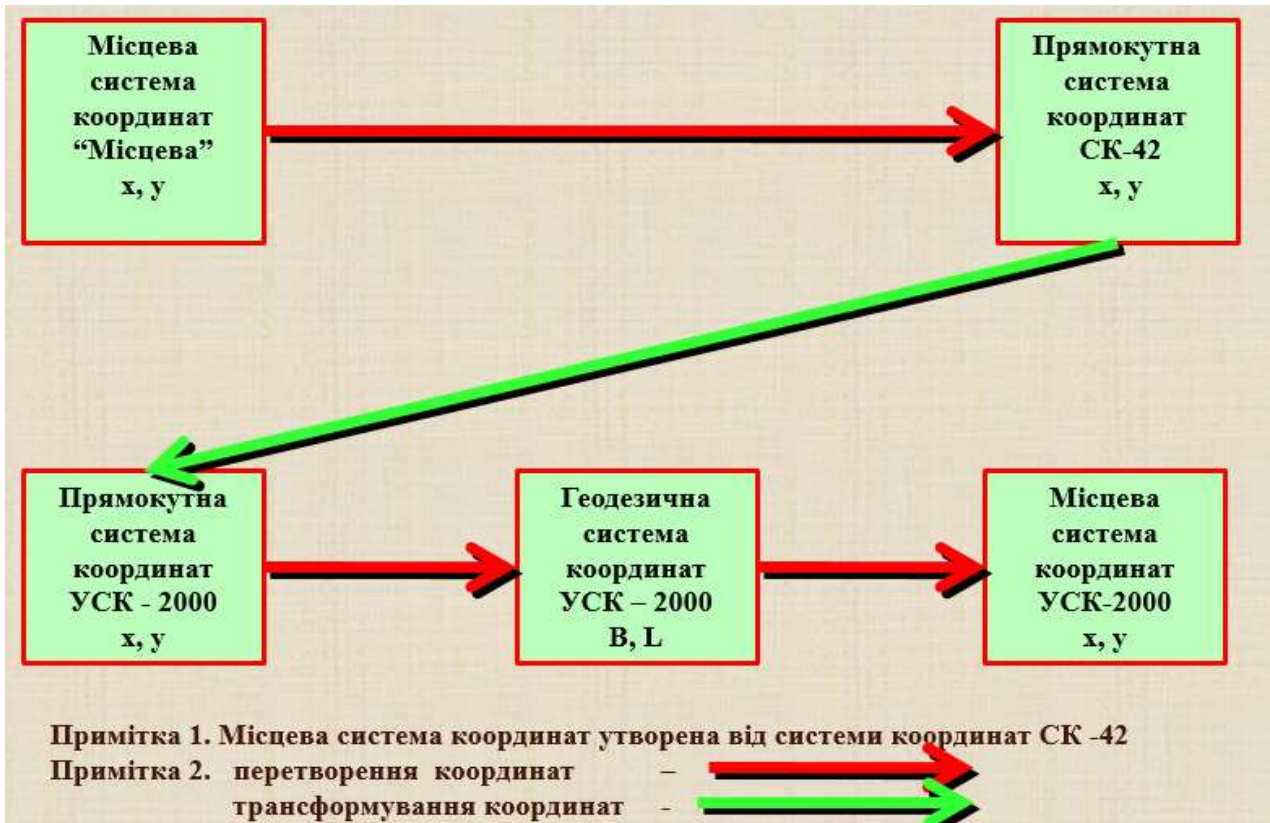 Місцева
система
координат
“Місцева”
х, у
Прямокутна
система
координат
СК-42
х, у
Прямокутна
система
координат
УСК - 2000
х, у
Геодезична
система
координат
УСК – 2000
B, L
Місцева
система
координат
УСК-2000
х, у
Примітка 1. Місцева система координат утворена від системи координат СК -42
Примітка 2. перетворення координат –
трансформування координат -